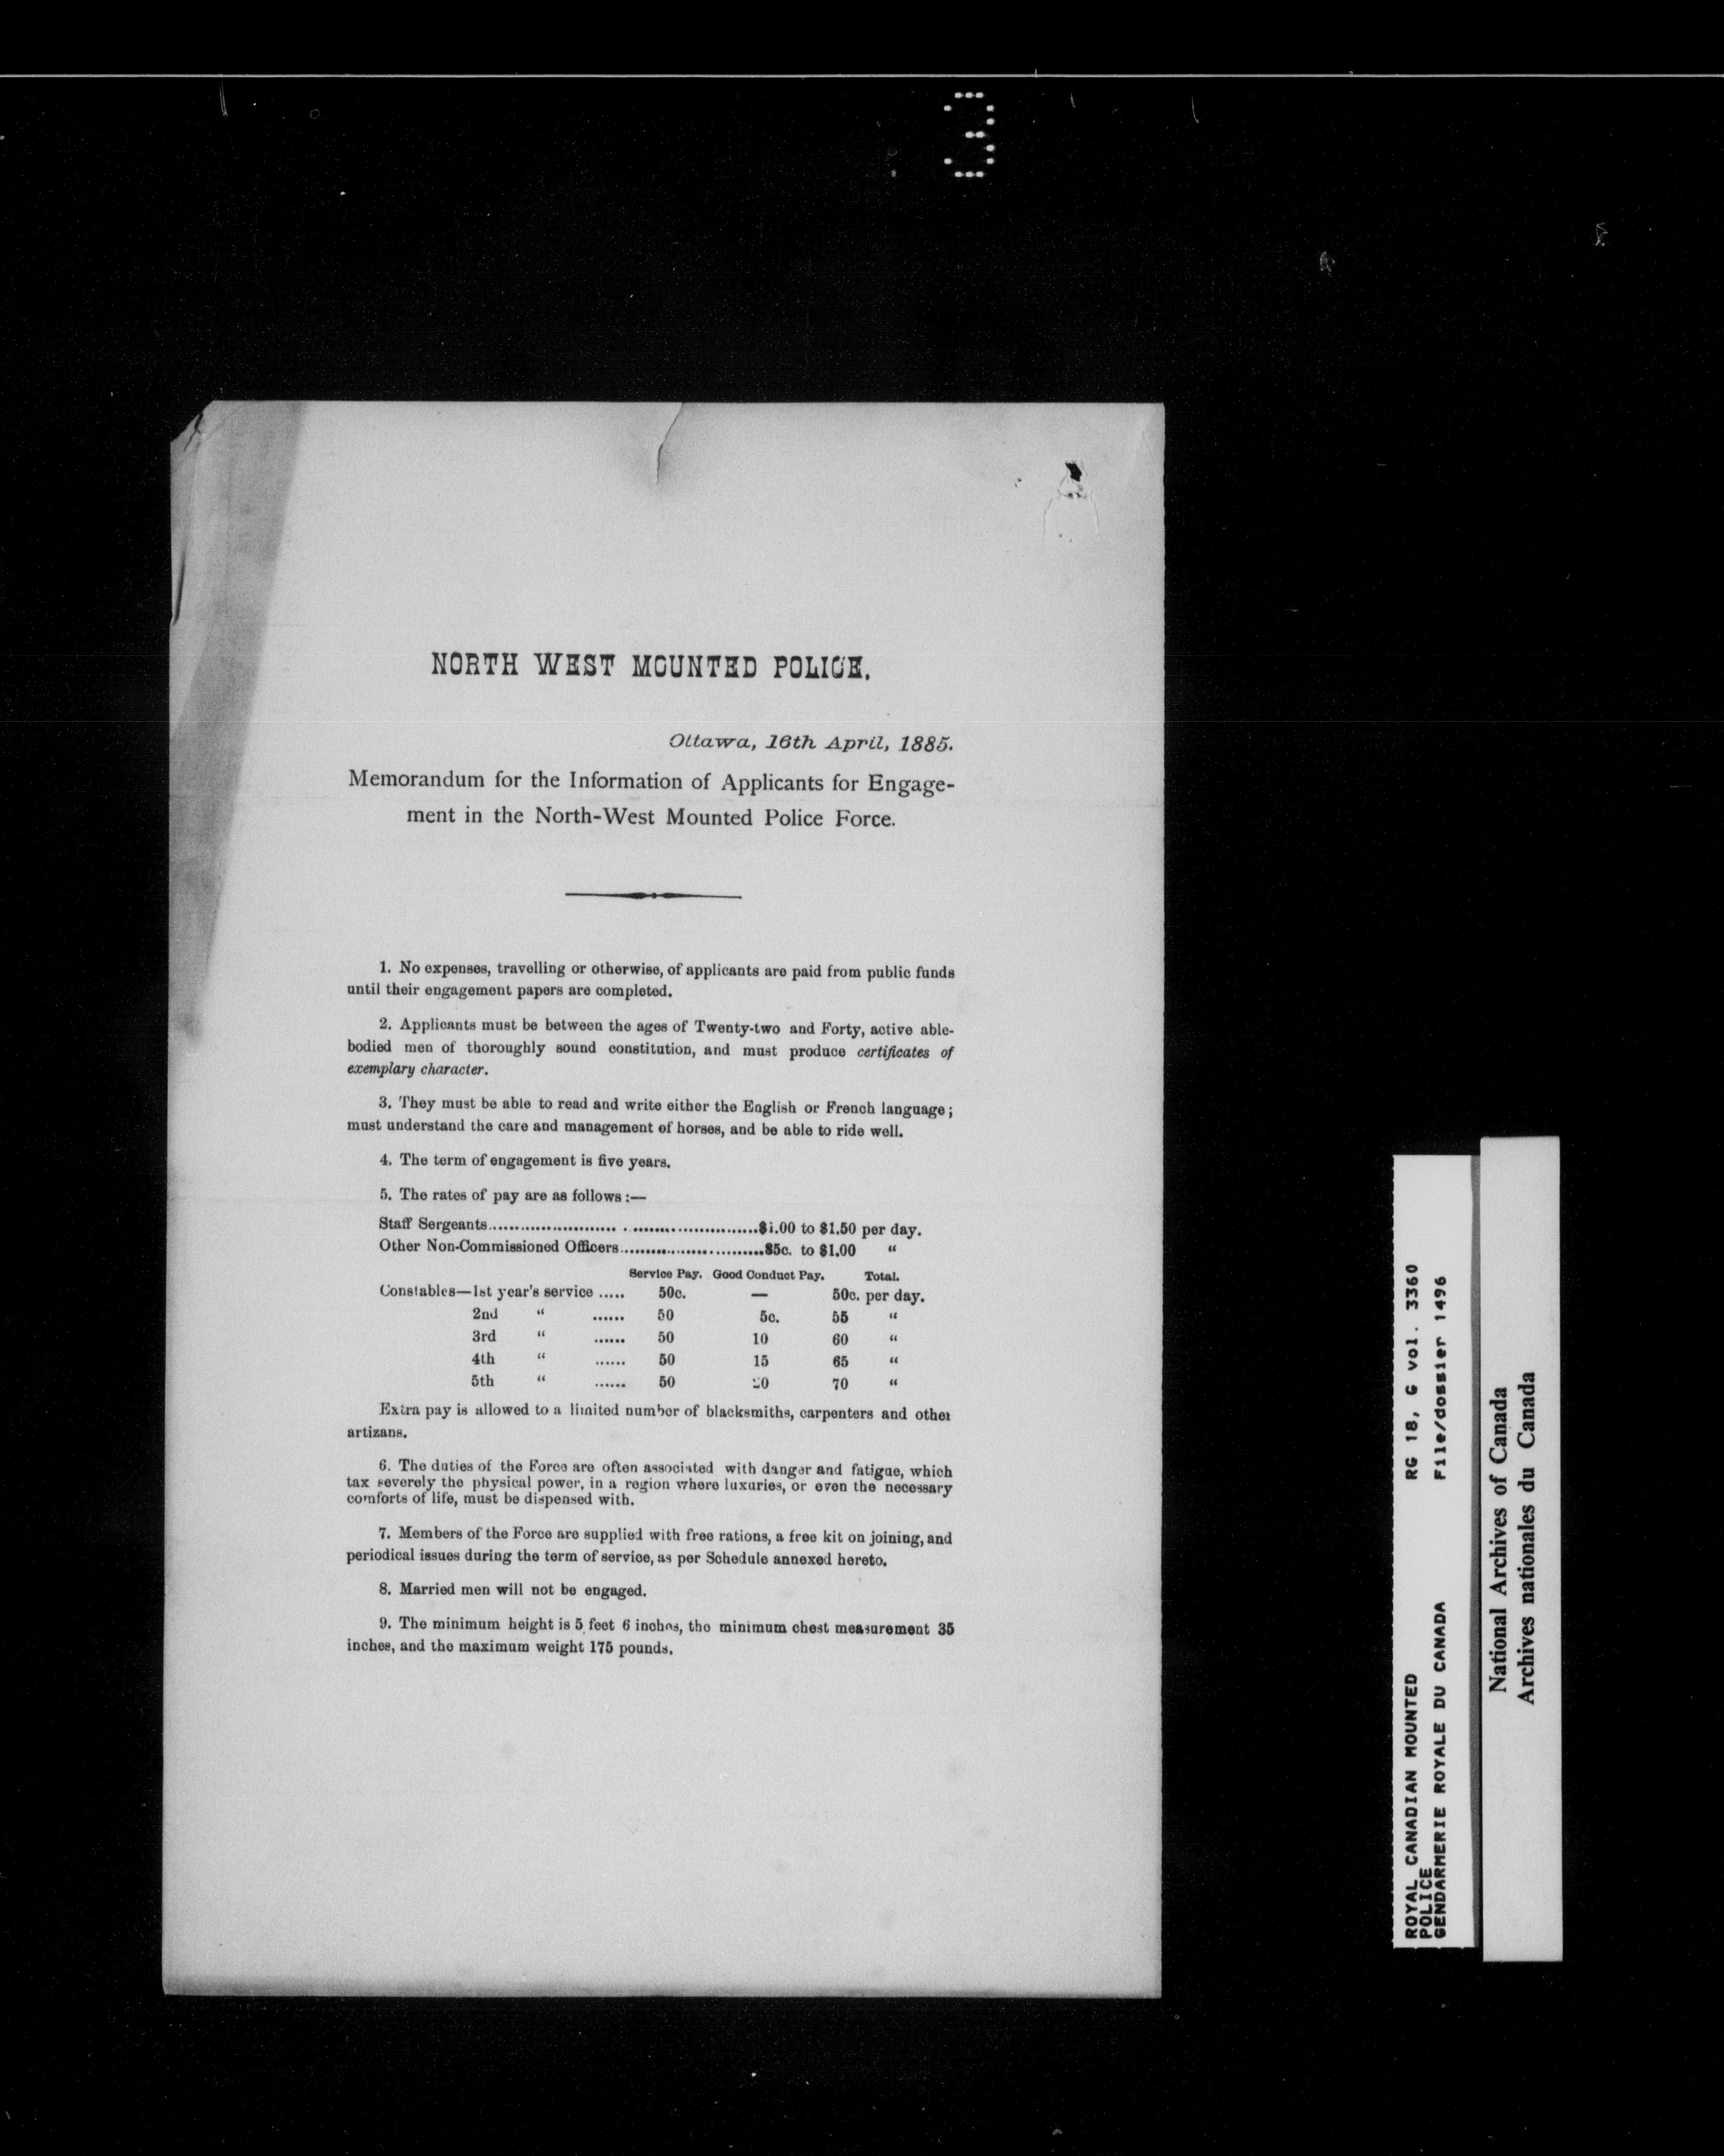 3
NORTH WEST MOUNTED POLICE.
Ottawa, 16th April, 1885.
Memorandum for the Information of Applicants for Engage-
ment in the North-West Mounted Police Force.
1. No expenses, travelling or otherwise, of applicants are paid from public funds
until their engagement papers are completed.
2. Applicants must be between the ages of Twenty-two and Forty, active able-
bodied men of thoroughly sound constitution, and must produce certificates of
exemplary character.
3. They must be able to read and write either the English or French language;
must understand the care and management of horses, and be able to ride well.
4. The term of engagement is five years.
5. The rates of pay are as follows:—
Staff Sergeants..............................................$1.00 to $1.50 per day.
Other Non-Commissioned Officers............................85c. to $1.00 “
Service Pay. Good Conduct Pay. Total.
Constables—1st year's service ..... 50c. — 50c. per day.
2nd “ ...... 50 5c. 55 “
3rd “ ...... 50 10 60 “
4th “ ...... 50 15 65 “
5th “ ...... 50 20 70 “
Extra pay is allowed to a limited number of blacksmiths, carpenters and other
artizans.
6. The duties of the Force are often associated with danger and fatigue, which
tax severely the physical power, in a region where luxuries, or even the necessary
comforts of life, must be dispensed with.
7. Members of the Force are supplied with free rations, a free kit on joining, and
periodical issues during the term of service, as per Schedule annexed hereto.
8. Married men will not be engaged.
9. The minimum height is 5 feet 6 inches, the minimum chest measurement 35
inches, and the maximum weight 175 pounds.
ROYAL CANADIAN MOUNTED RG 18, G vol. 3360
POLICE
GENDARMERIE ROYALE DU CANADA File/dossier 1496
National Archives of Canada
Archives nationales du Canada